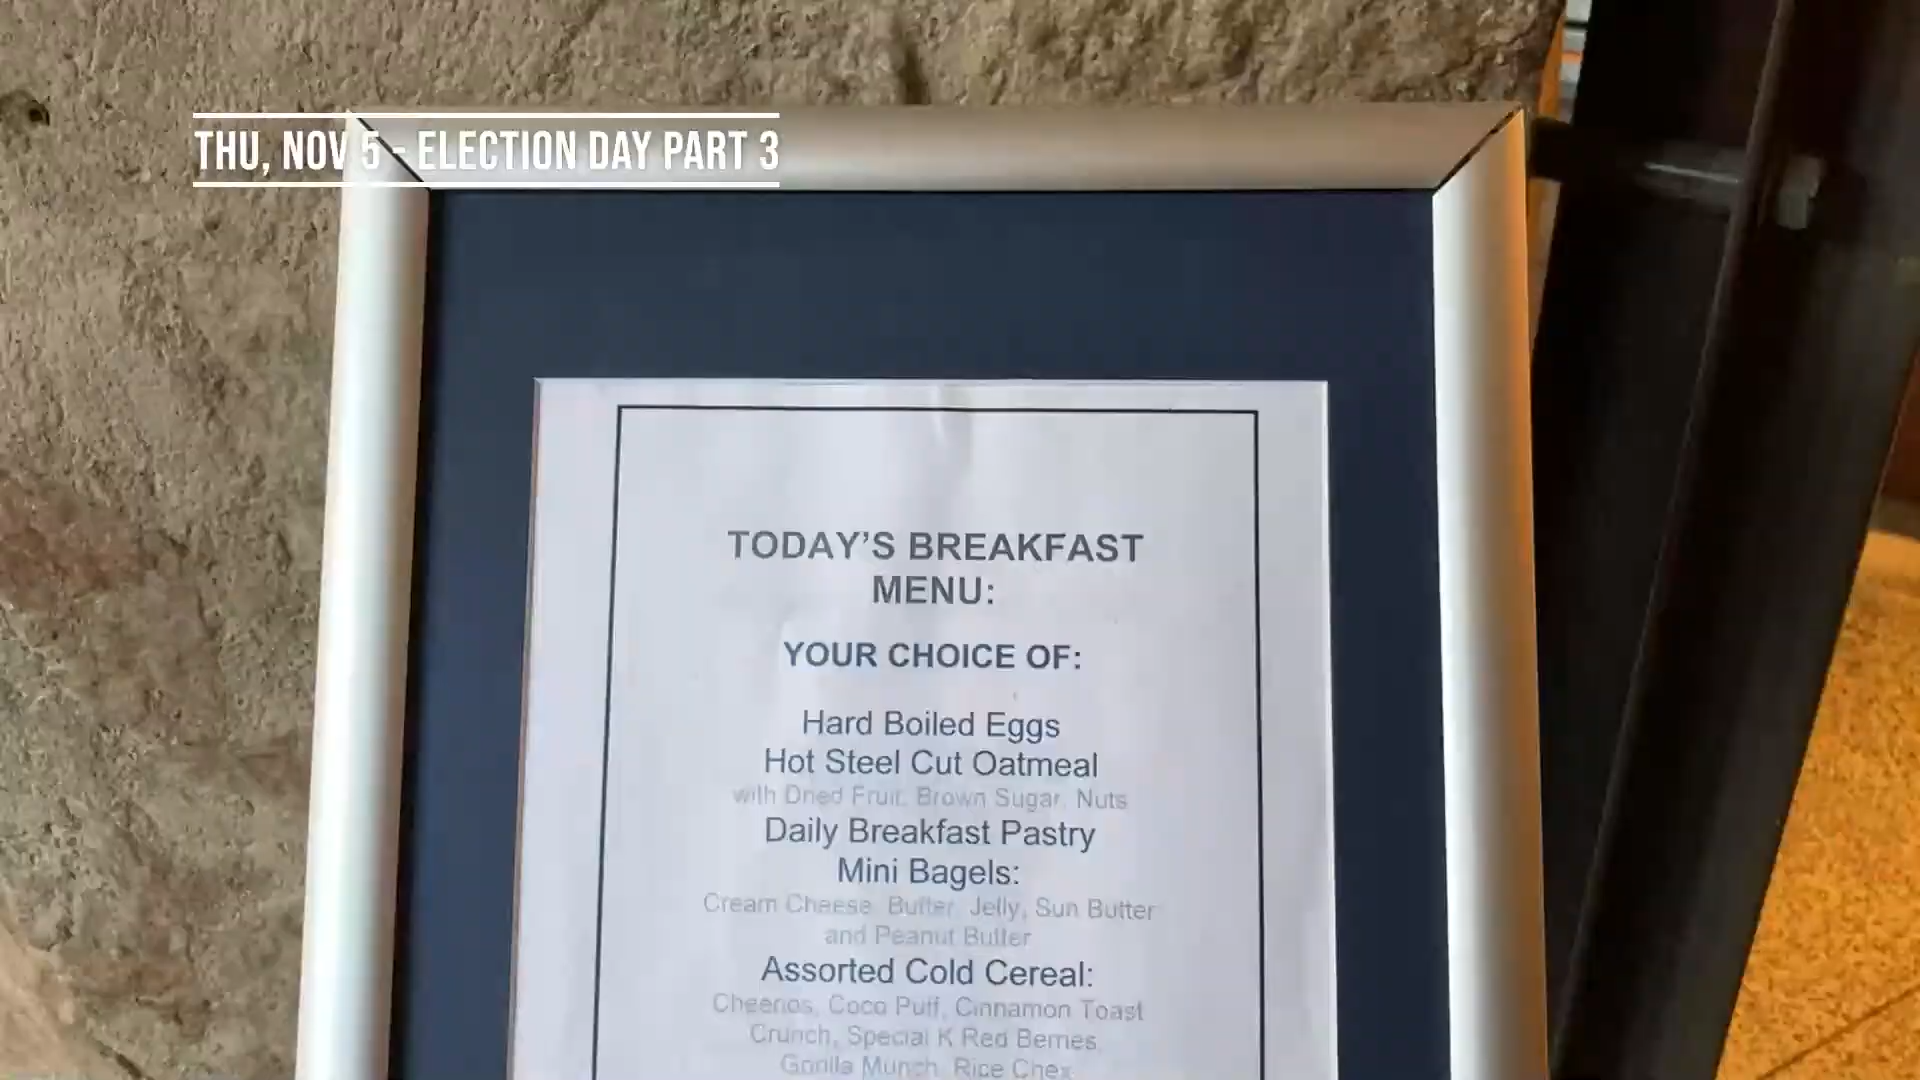 THU, NOV 5 - ELECTION DAY PART 3
TODAY'S BREAKFAST
MENU:
YOUR CHOICE OF:
Hard Boiled Eggs
Hot Steel Cut Oatmeal
with Dried Fruit, Brown Sugar, Nuts
Daily Breakfast Pastry
Mini Bagels:
Cream Cheese, Butter, Jelly, Sun Butter
and Peanut Butter
Assorted Cold Cereal:
Cheerios, Coco Puff, Cinnamon Toast
Crunch, Special K Red Berries,
Gorilla Munch, Rice Chex